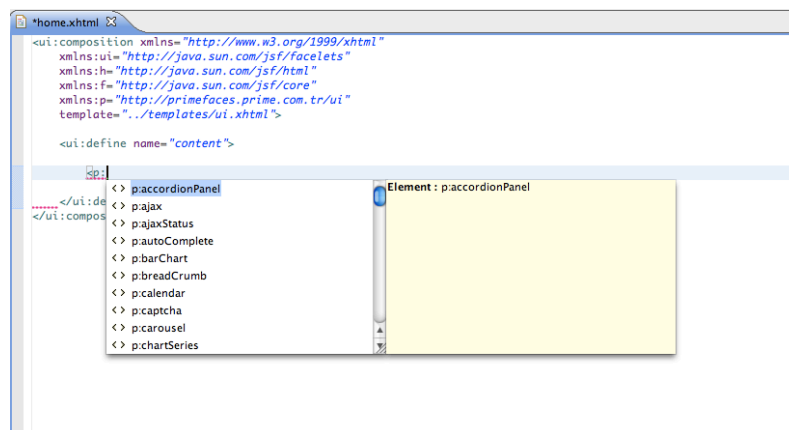 *home.xhtml
<ui:composition xmlns="http://www.w3.org/1999/xhtml"
xmlns:ui="http://java.sun.com/jsf/facelets"
xmlns:h="http://java.sun.com/jsf/html"
xmlns:f="http://java.sun.com/jsf/core"
xmlns:p="http://primefaces.prime.com.tr/ui"
template="../templates/ui.xhtml">
<ui:define name="content">
<p:
</ui:de
</ui:compos
<> p:accordionPanel
<> p:ajax
<> p:ajaxStatus
<> p:autoComplete
<> p:barChart
<> p:breadCrumb
<> p:calendar
<> p:captcha
<> p:carousel
<> p:chartSeries
Element : p:accordionPanel